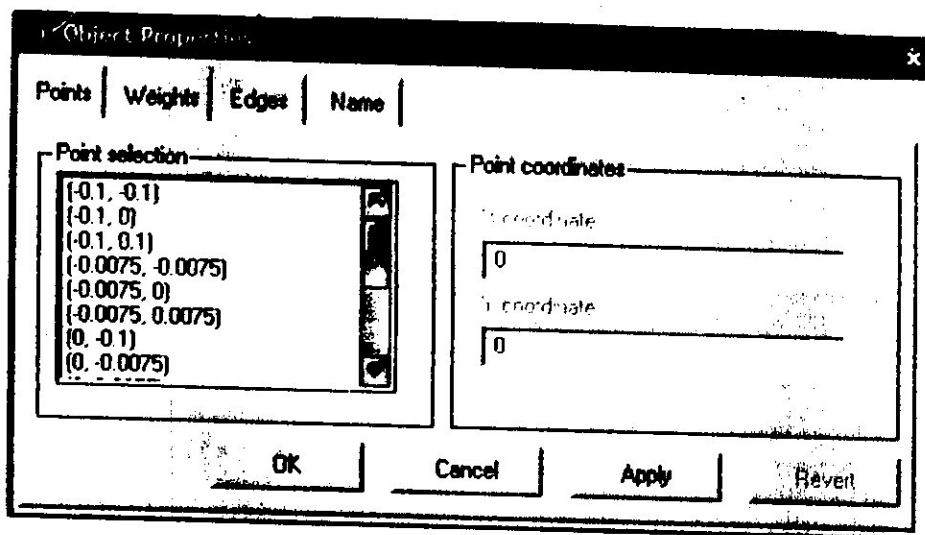 Object Properties
Points Weights Edges Name
Point selection
(-0.1, -0.1)
(-0.1, 0)
(-0.1, 0.1)
(-0.0075, -0.0075)
(-0.0075, 0)
(-0.0075, 0.0075)
(0, -0.1)
(0, -0.0075)
Point coordinates
coordinate
0
coordinate
0
OK Cancel Apply Revert